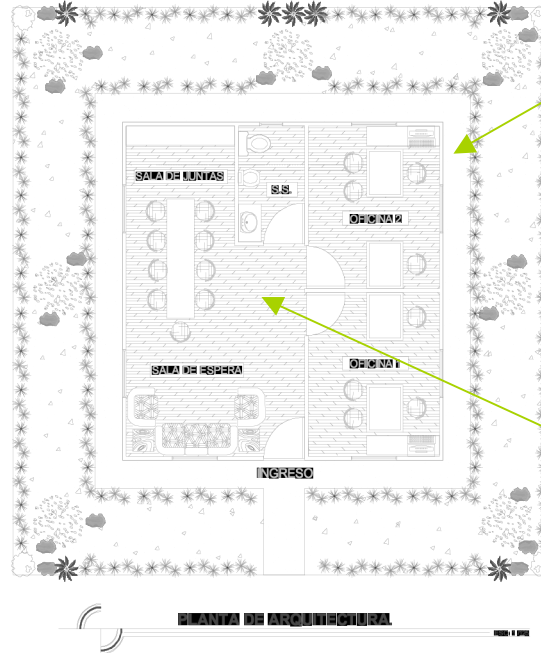 SALA DE JUNTAS
S.S.
OFICINA 2
SALA DE ESPERA
OFICINA 1
INGRESO
PLANTA DE ARQUITECTURA.